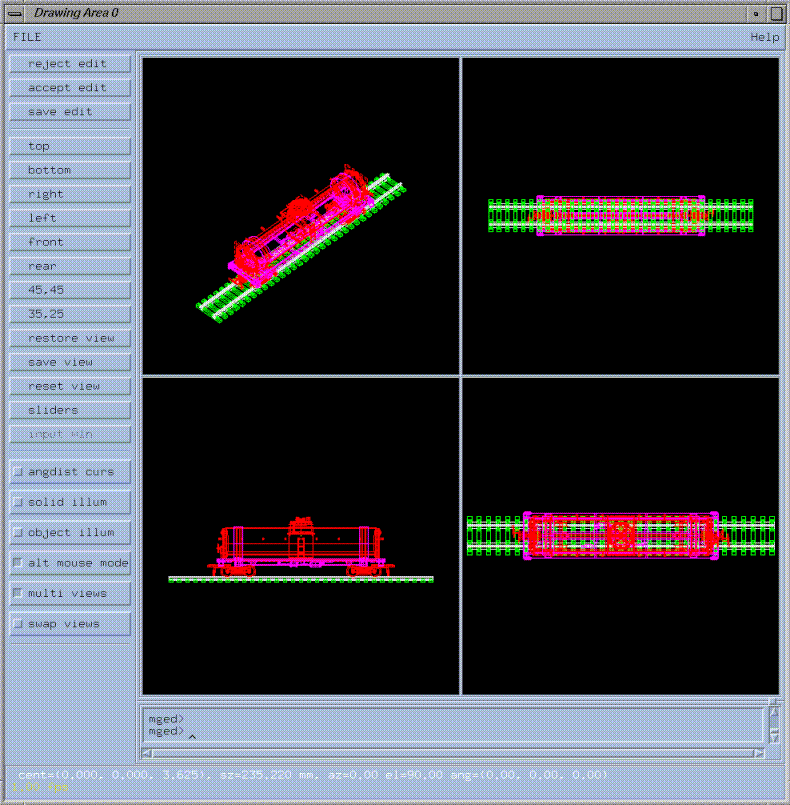 Drawing Area 0
FILE Help
reject edit
accept edit
save edit
top
bottom
right
left
front
rear
45,45
35,25
restore view
save view
reset view
sliders
input win
angdist curs
solid illum
object illum
alt mouse mode
multi views
swap views
mged>
mged>
cent=(0.000, 0.000, 3.625), sz=235.220 mm, az=0.00 el=90.00 ang=(0.00, 0.00, 0.00)